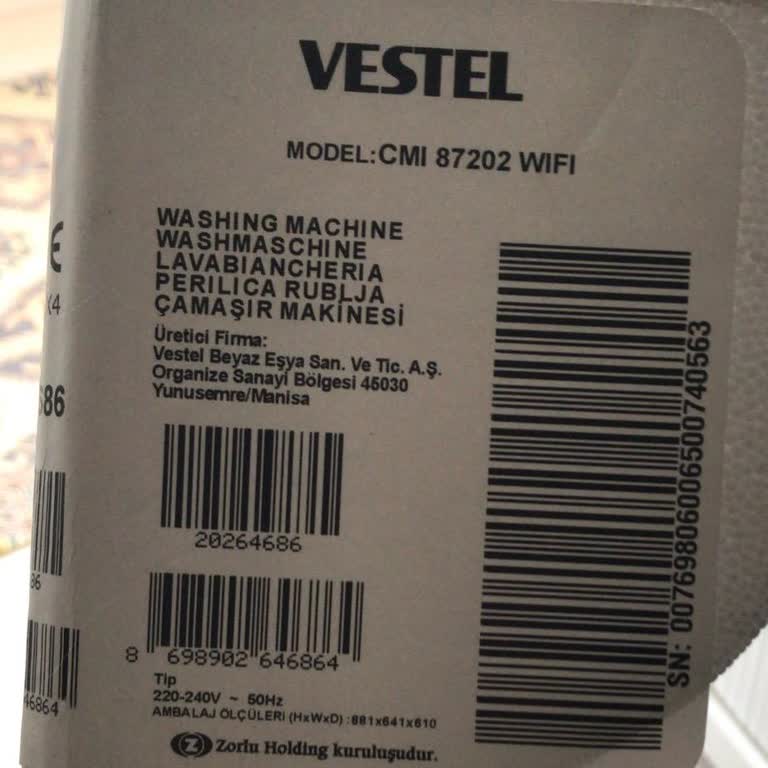 VESTEL
MODEL:CMI 87202 WIFI
WASHING MACHINE
WASHMASCHINE
LAVABIANCHERIA
PERILICA RUBLJA
ÇAMAŞIR MAKİNESİ
Üretici Firma:
Vestel Beyaz Eşya San. Ve Tic. A.Ş.
Organize Sanayi Bölgesi 45030
Yunusemre/Manisa
20264686
8 698902 646864
Tip
220-240V ~ 50Hz
AMBALAJ ÖLÇÜLERİ (HxWxD) :881x641x610
Z Zorlu Holding kuruluşudur.
SN: 0076980600650074056​3